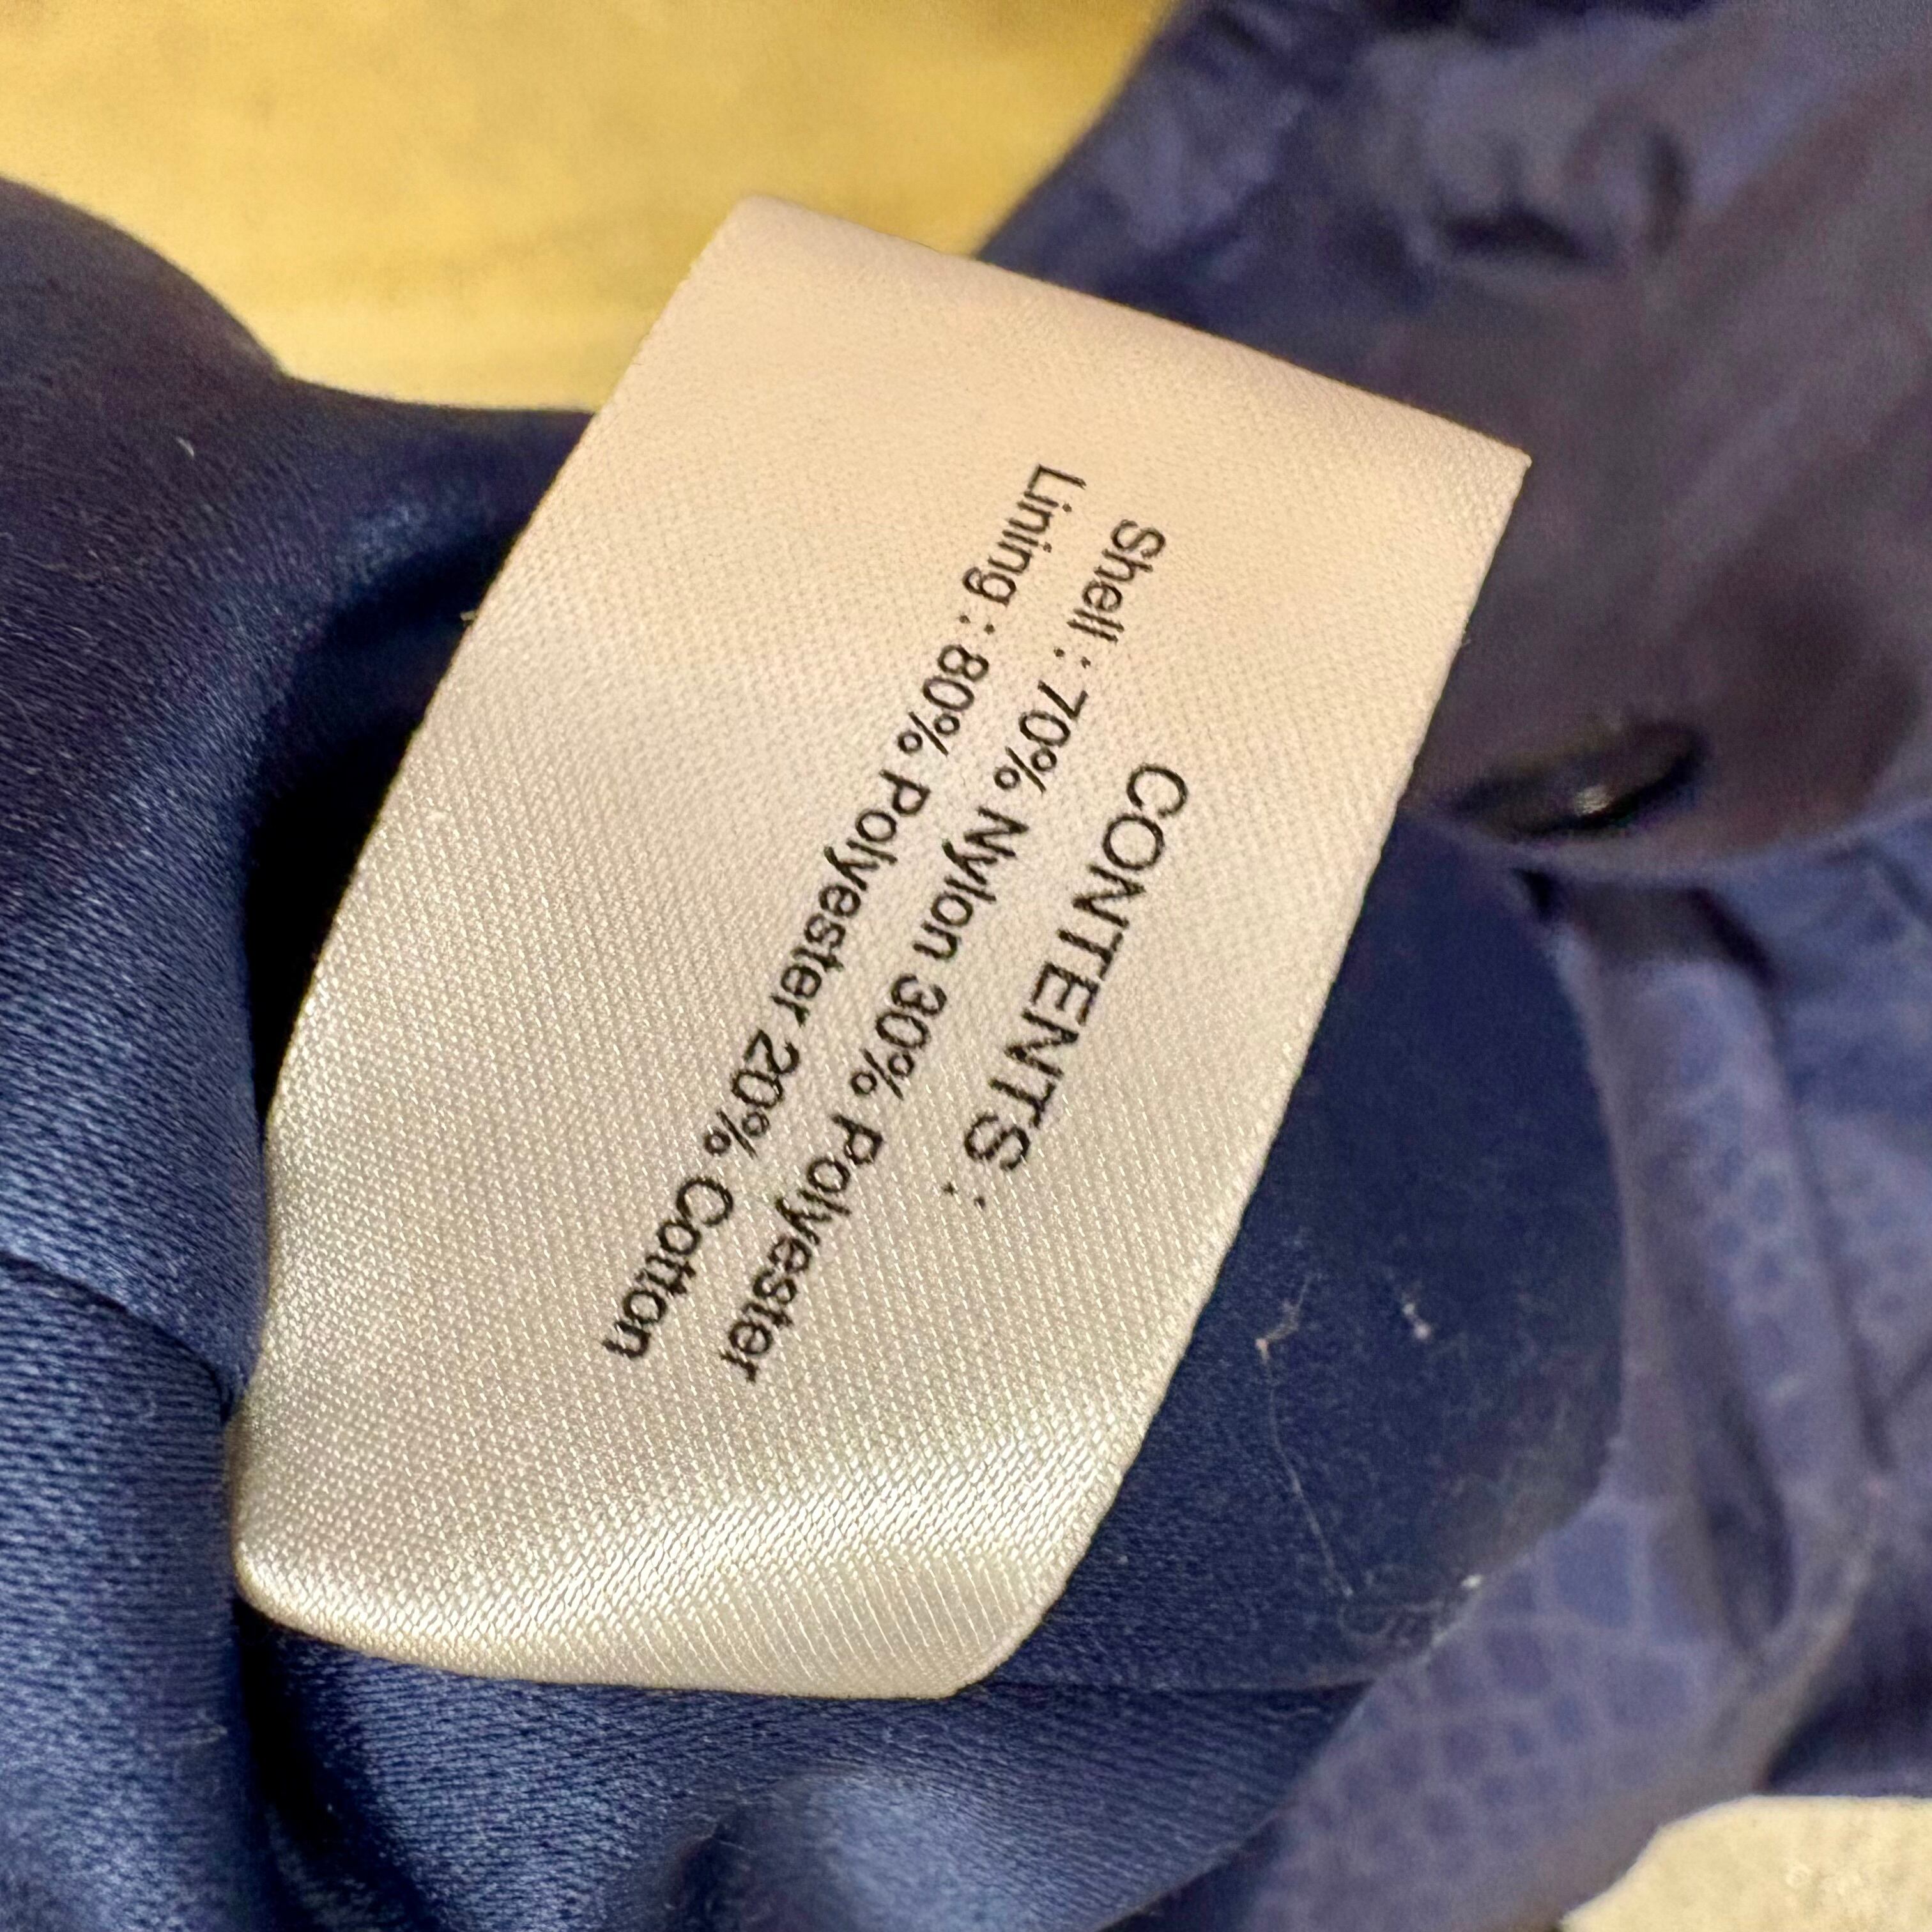 CONTENTS :
Shell : 70% Nylon 30% Polyester
Lining : 80% Polyester 20% Cotton